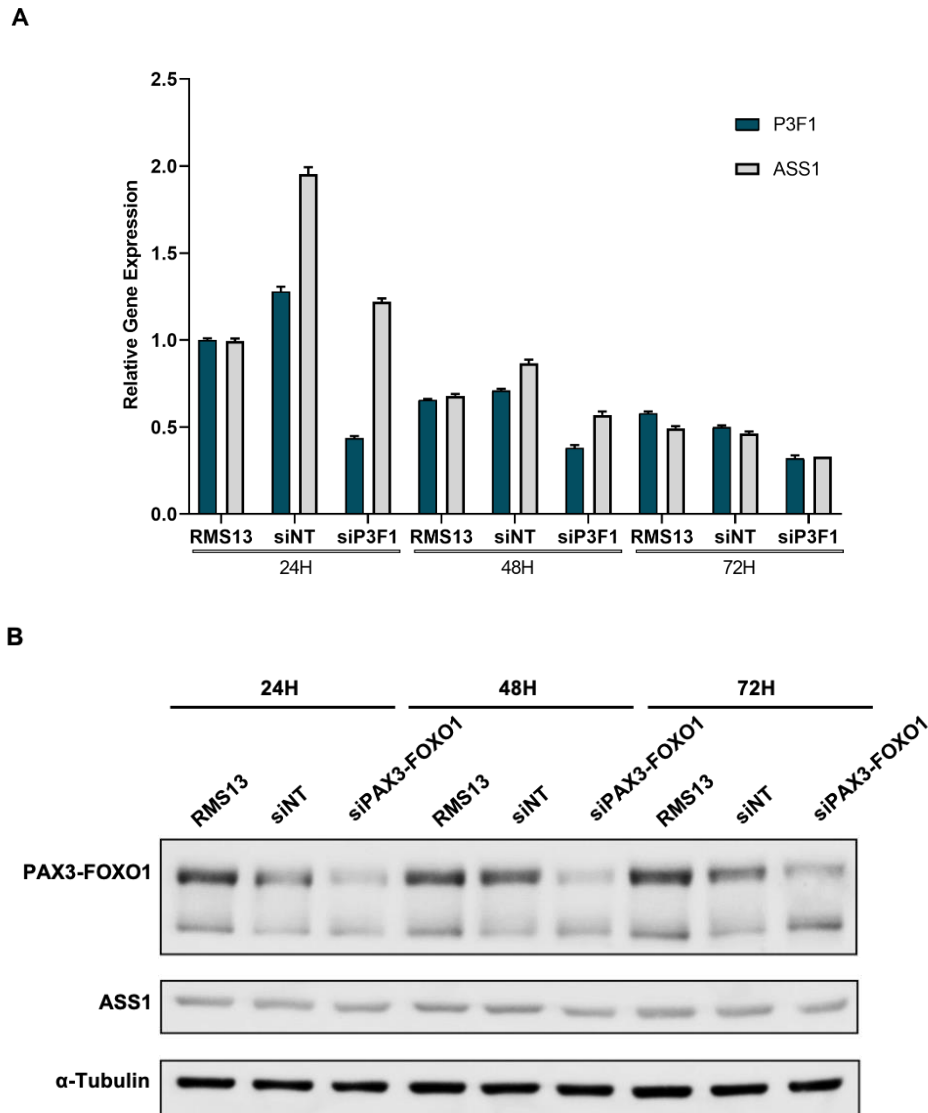 A
2.5
2.0
1.5
1.0
0.5
0.0
Relative Gene Expression
P3F1
ASS1
RMS13 siNT siP3F1 RMS13 siNT siP3F1 RMS13 siNT siP3F1
24H 48H 72H
B
24H 48H 72H
RMS13 siNT siPAX3-FOXO1 RMS13 siNT siPAX3-FOXO1 RMS13 siNT siPAX3-FOXO1
PAX3-FOXO1
ASS1
α-Tubulin